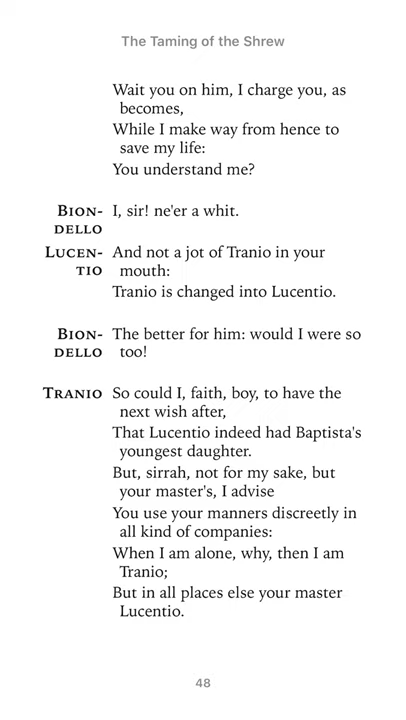 The Taming of the Shrew
Wait you on him, I charge you, as
becomes,
While I make way from hence to
save my life:
You understand me?
BION- I, sir! ne'er a whit.
DELLO
LUCEN- And not a jot of Tranio in your
TIO mouth:
Tranio is changed into Lucentio.
BION- The better for him: would I were so
DELLO too!
TRANIO So could I, faith, boy, to have the
next wish after,
That Lucentio indeed had Baptista's
youngest daughter.
But, sirrah, not for my sake, but
your master's, I advise
You use your manners discreetly in
all kind of companies:
When I am alone, why, then I am
Tranio;
But in all places else your master
Lucentio.
48